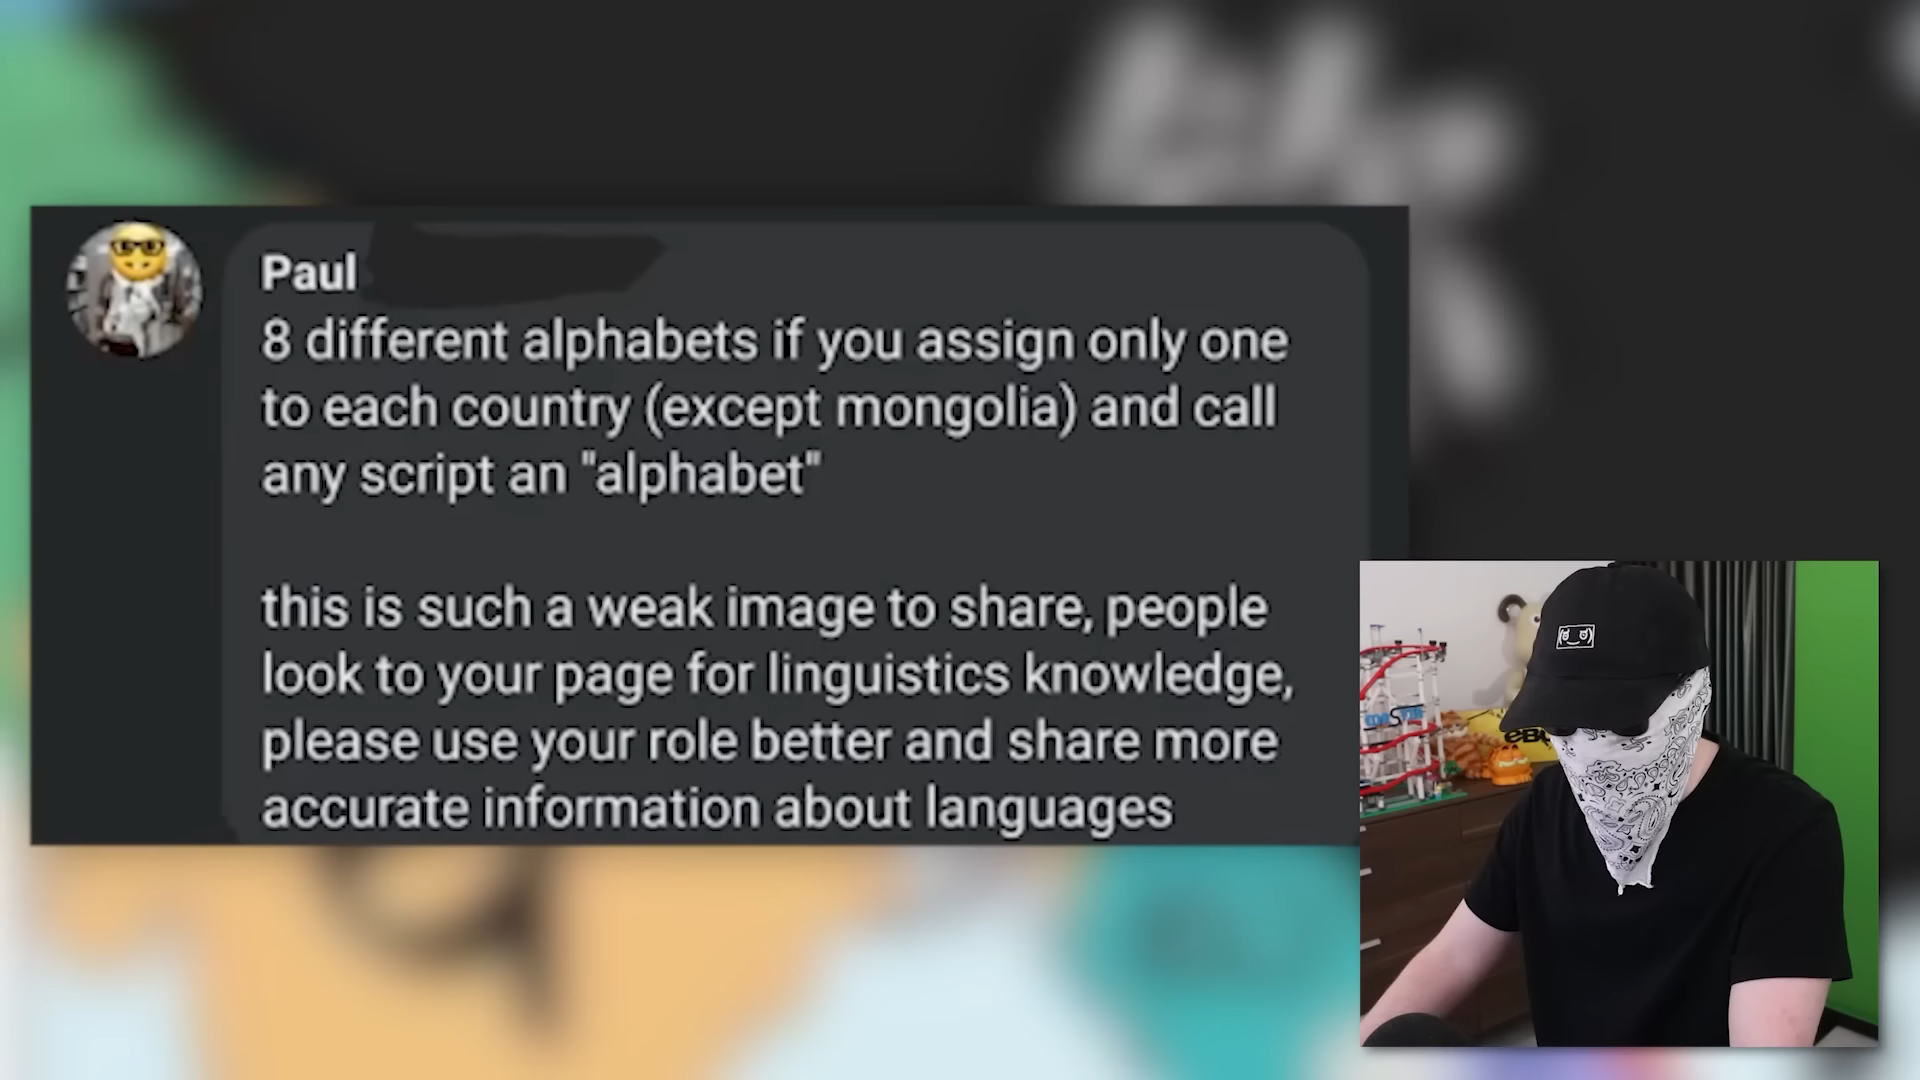 Paul
8 different alphabets if you assign only one
to each country (except mongolia) and call
any script an "alphabet"
this is such a weak image to share, people
look to your page for linguistics knowledge,
please use your role better and share more
accurate information about languages